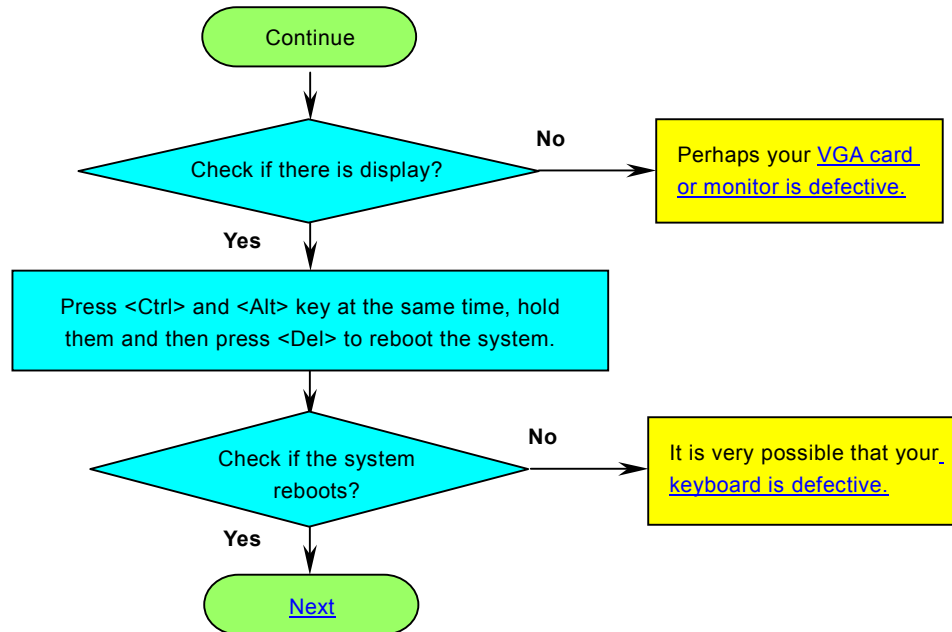 Continue
Check if there is display?
No
Perhaps your VGA card
or monitor is defective.
Yes
Press <Ctrl> and <Alt> key at the same time, hold
them and then press <Del> to reboot the system.
Check if the system
reboots?
No
It is very possible that your
keyboard is defective.
Yes
Next